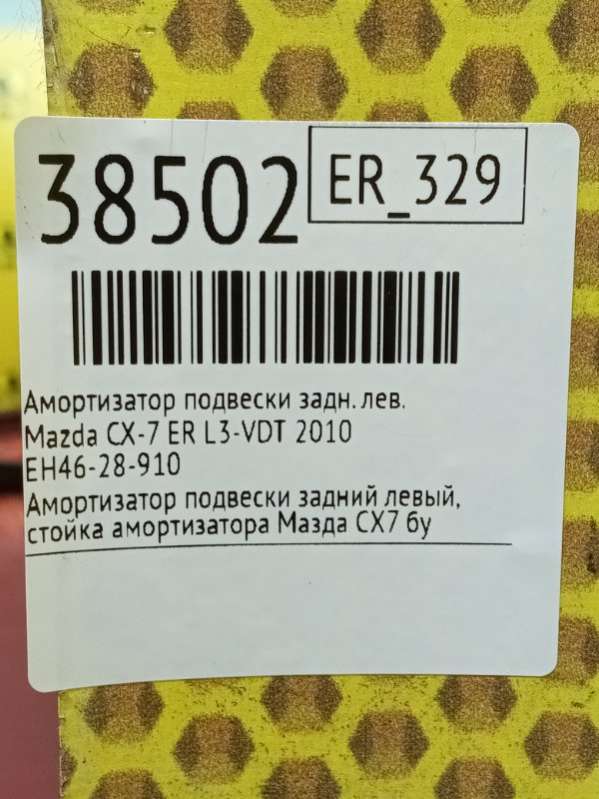 38502
ER_329
Амортизатор подвески задн. лев.
Mazda CX-7 ER L3-VDT 2010
EH46-28-910
Амортизатор подвески задний левый,
стойка амортизатора Мазда СХ7 бу